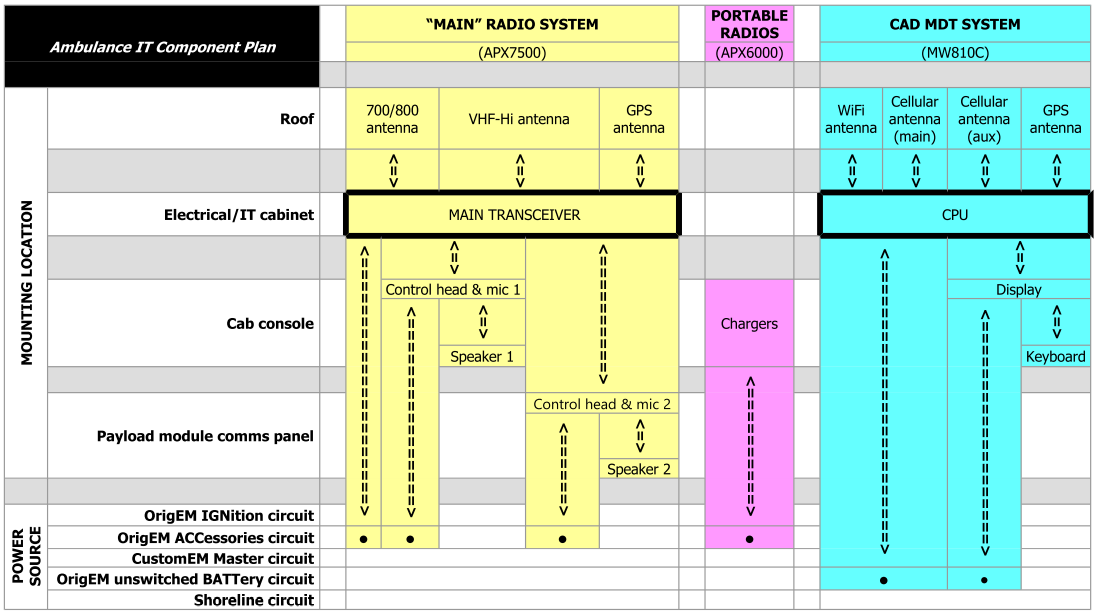 Ambulance IT Component Plan
“MAIN” RADIO SYSTEM
(APX7500)
PORTABLE
RADIOS
(APX6000)
CAD MDT SYSTEM
(MW810C)
MOUNTING LOCATION
Roof
700/800
antenna
VHF-Hi antenna
GPS
antenna
WiFi
antenna
Cellular
antenna
(main)
Cellular
antenna
(aux)
GPS
antenna
Electrical/IT cabinet
MAIN TRANSCEIVER
CPU
Cab console
Control head & mic 1
Speaker 1
Chargers
Display
Keyboard
Payload module comms panel
Control head & mic 2
Speaker 2
POWER
SOURCE
OrigEM IGNition circuit
OrigEM ACCessories circuit
CustomEM Master circuit
OrigEM unswitched BATTery circuit
Shoreline circuit